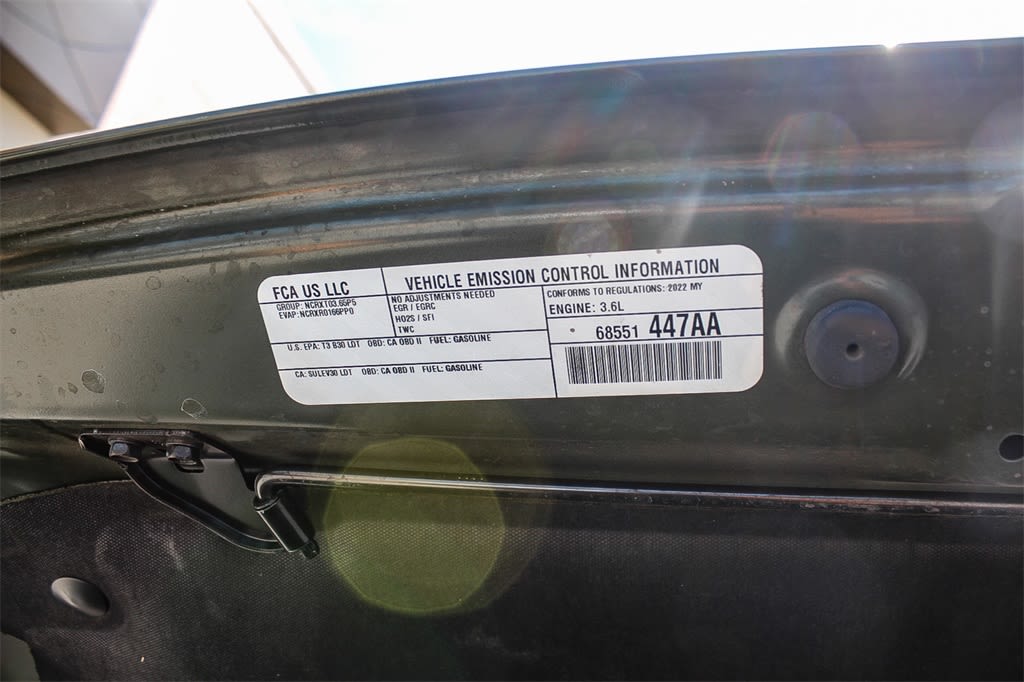 FCA US LLC
GROUP: NCRXT03.65P5
EVAP: NCRXR0166PP0
VEHICLE EMISSION CONTROL INFORMATION
NO ADJUSTMENTS NEEDED
EGR / EGRC
HO2S / SFI
TWC
CONFORMS TO REGULATIONS: 2022 MY
ENGINE: 3.6L
68551 447AA
U.S. EPA: T3 B30 LDT OBD: CA OBD II FUEL: GASOLINE
CA: SULEV30 LDT OBD: CA OBD II FUEL: GASOLINE